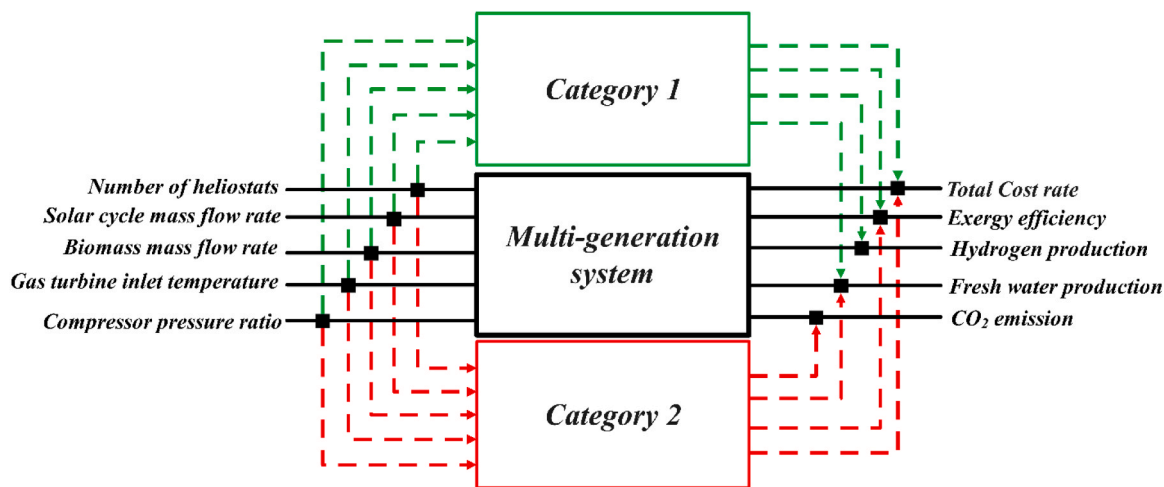 Category 1
Number of heliostats
Solar cycle mass flow rate
Biomass mass flow rate
Gas turbine inlet temperature
Compressor pressure ratio
Multi-generation
system
Total Cost rate
Exergy efficiency
Hydrogen production
Fresh water production
CO₂ emission
Category 2